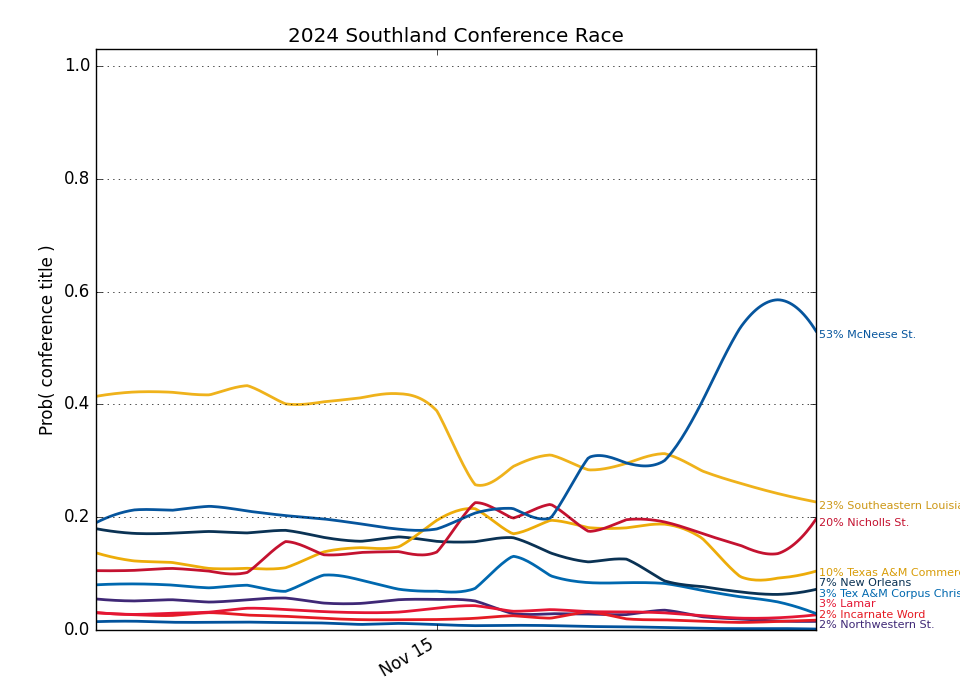 2024 Southland Conference Race
1.0
0.8
0.6
0.4
0.2
0.0
Prob( conference title )
Nov 15
53% McNeese St.
23% Southeastern Louisia
20% Nicholls St.
10% Texas A&M Commerc
7% New Orleans
3% Tex A&M Corpus Chris
3% Lamar
2% Incarnate Word
2% Northwestern St.